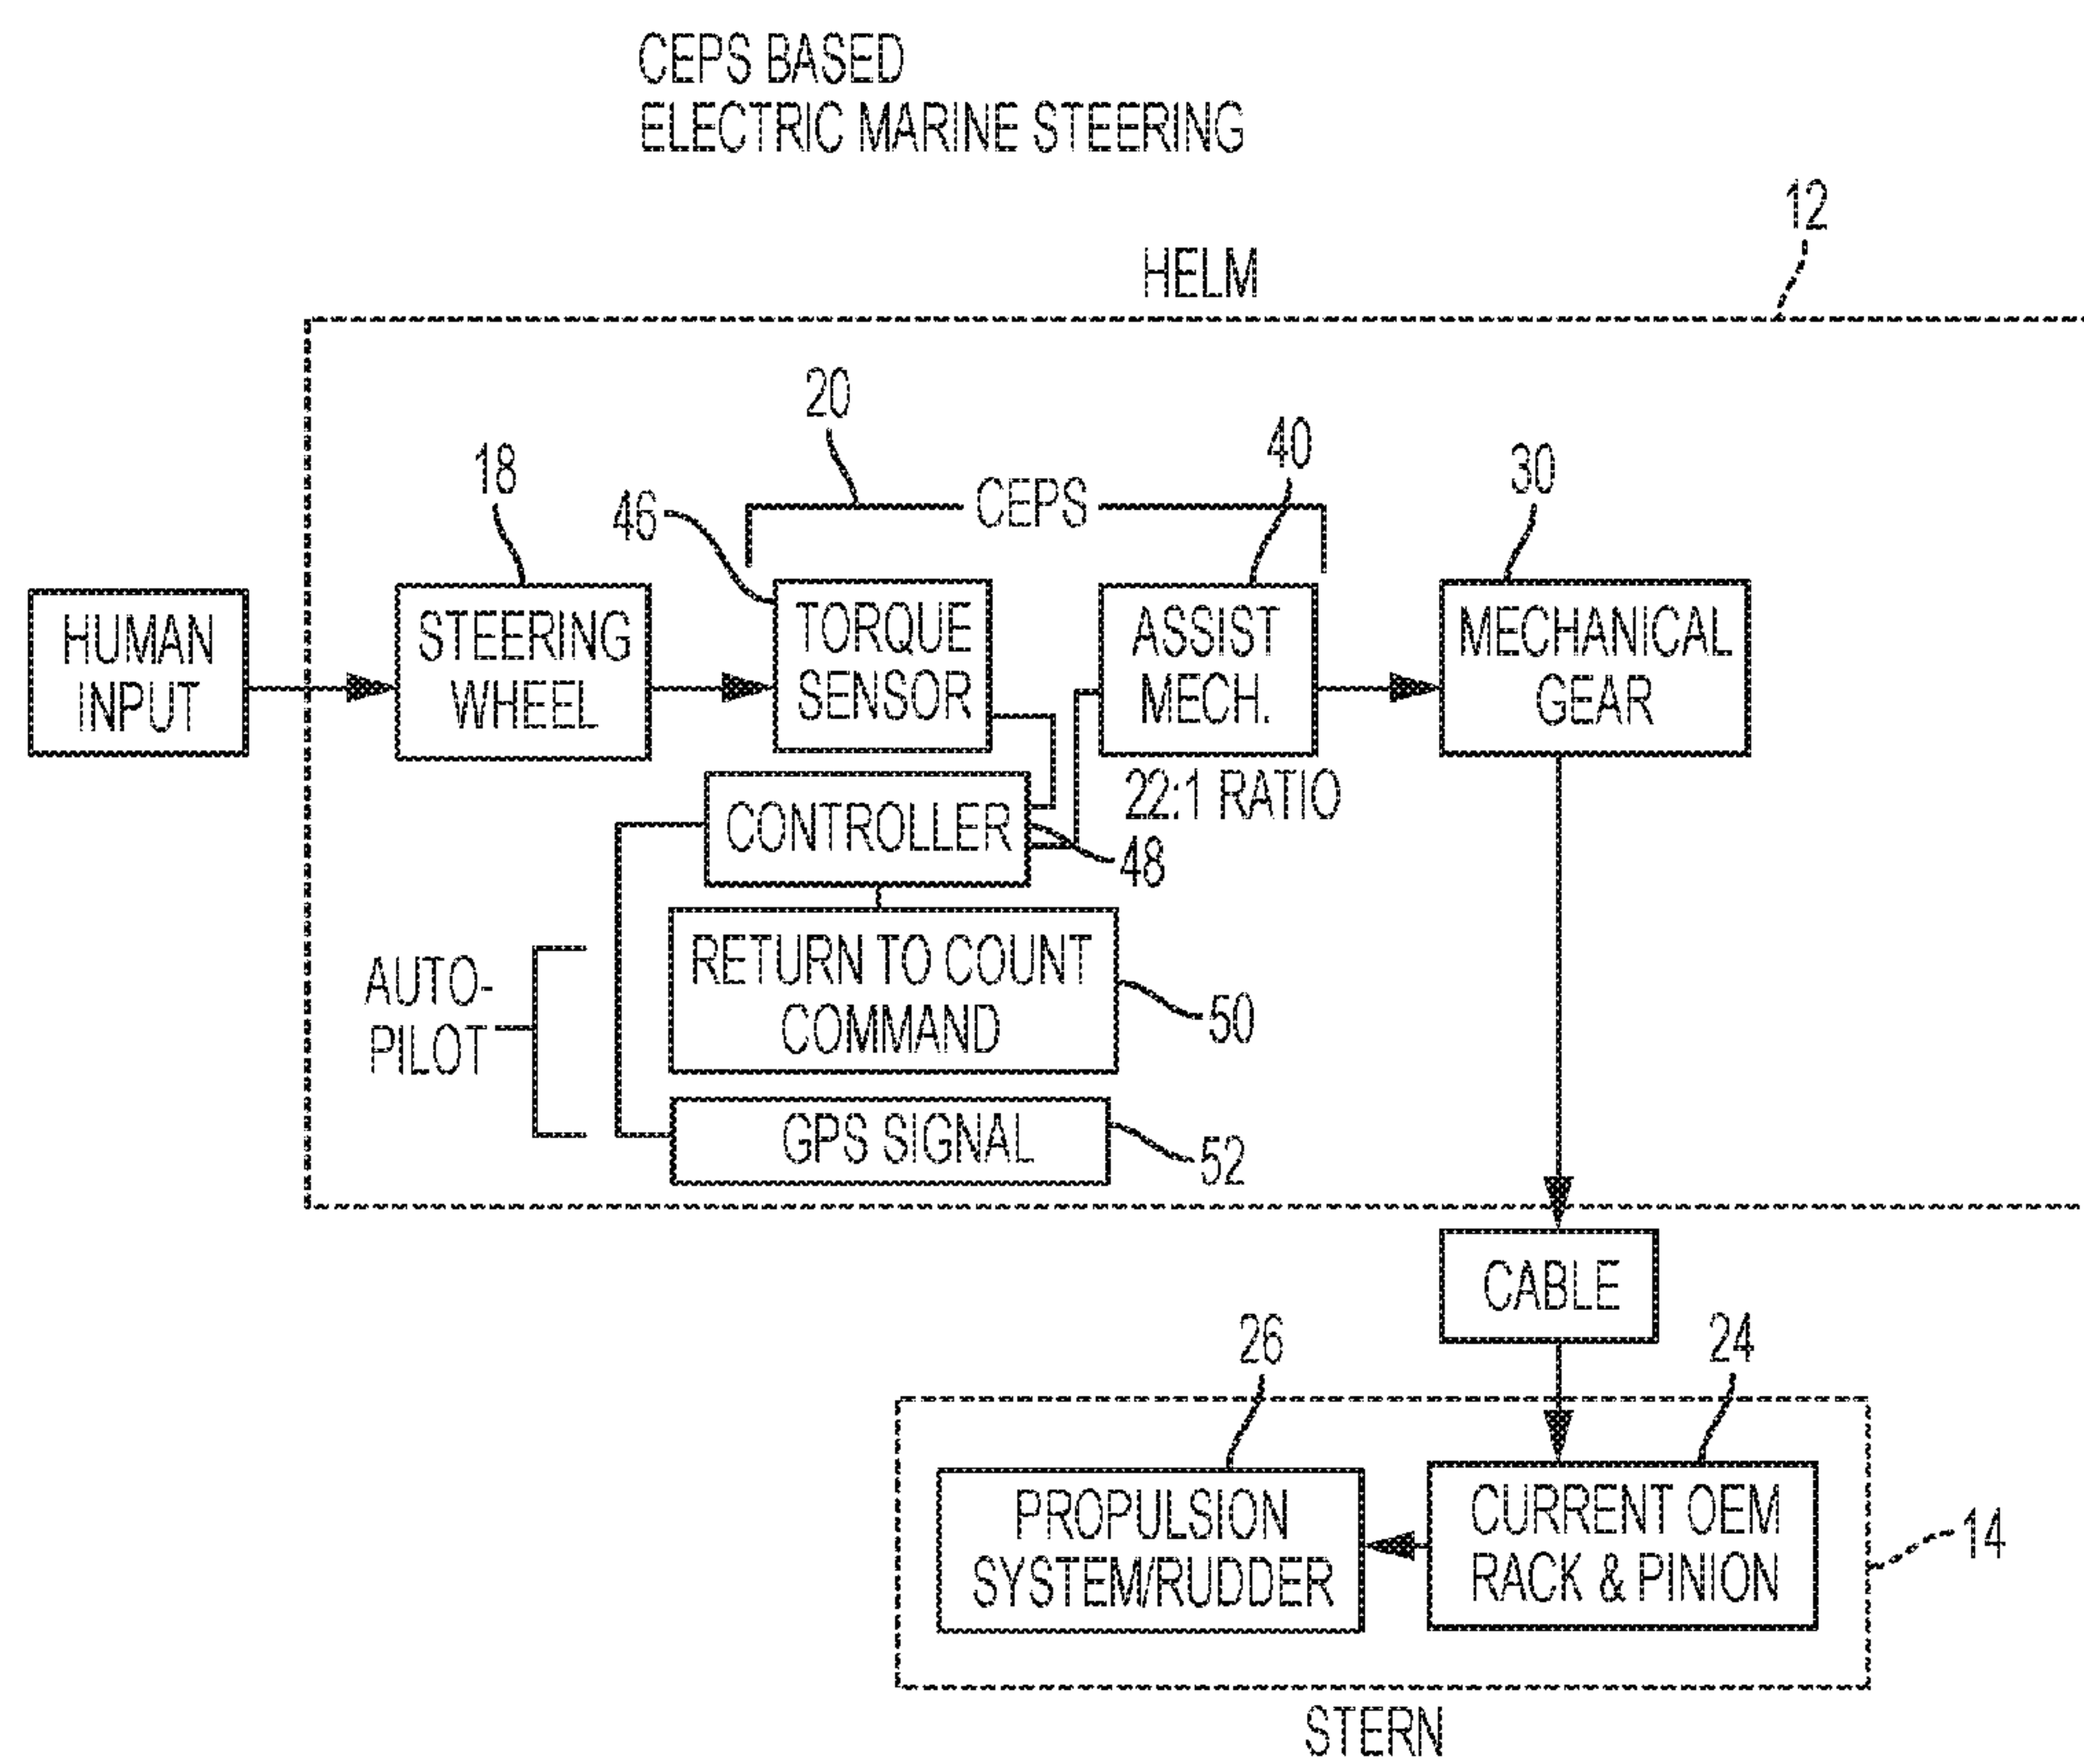 CEPS BASED
ELECTRIC MARINE STEERING
12
HELM
20
40
18
30
46
CEPS
HUMAN
INPUT
STEERING
WHEEL
TORQUE
SENSOR
ASSIST
MECH.
MECHANICAL
GEAR
22:1 RATIO
CONTROLLER
48
AUTO-
PILOT
RETURN TO COUNT
COMMAND
50
GPS SIGNAL
52
CABLE
26
24
PROPULSION
SYSTEM/RUDDER
CURRENT OEM
RACK & PINION
14
STERN